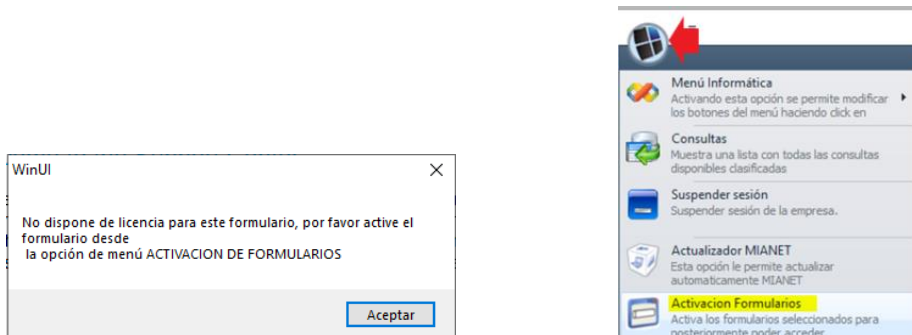 WinUI
No dispone de licencia para este formulario, por favor active el
formulario desde
la opción de menú ACTIVACION DE FORMULARIOS
Aceptar
Menú Informática
Activando esta opción se permite modificar
los botones del menú haciendo click en
Consultas
Muestra una lista con todas las consultas
disponibles clasificadas
Suspender sesión
Suspender sesión de la empresa.
Actualizador MIANET
Esta opción le permite actualizar
automaticamente MIANET
Activacion Formularios
Activa los formularios seleccionados para
posteriormente poder acceder